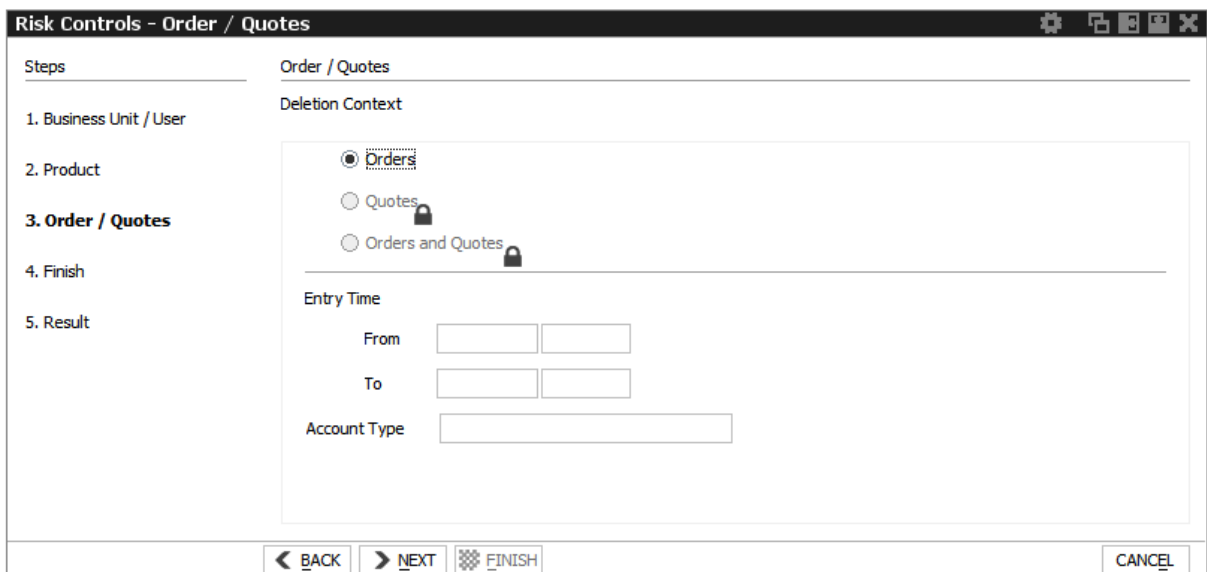 Risk Controls - Order / Quotes
Steps
1. Business Unit / User
2. Product
3. Order / Quotes
4. Finish
5. Result
Order / Quotes
Deletion Context
Orders
Quotes
Orders and Quotes
Entry Time
From
To
Account Type
BACK NEXT FINISH CANCEL